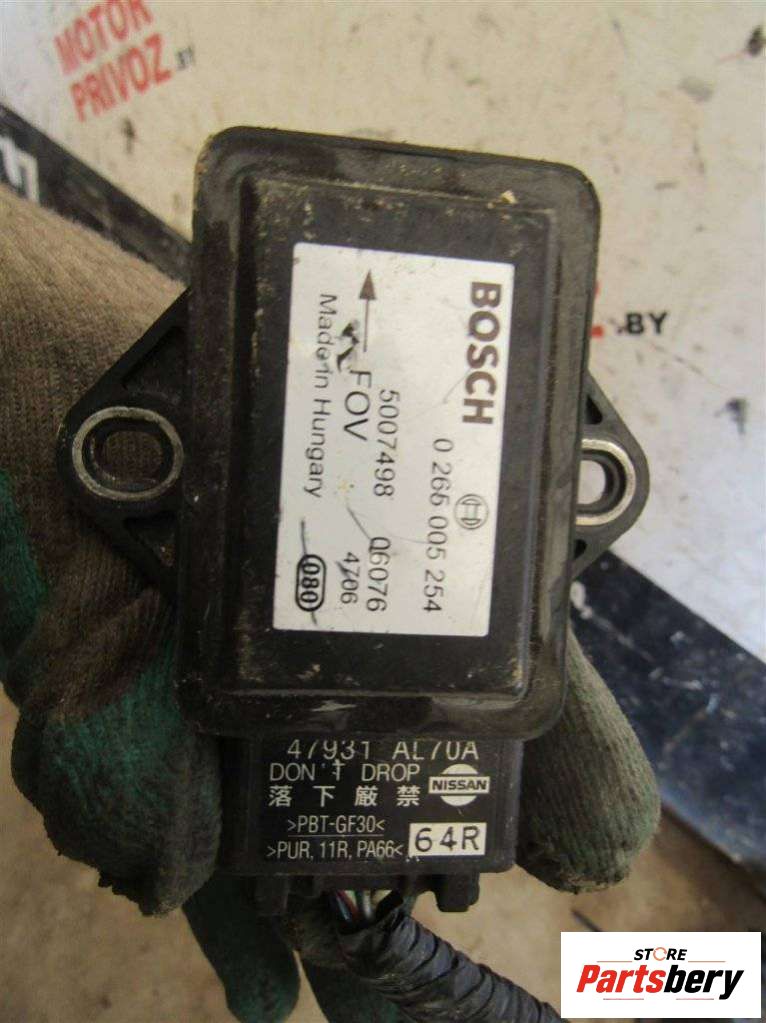 MOTOR
PRIVOZ.BY
.BY
BOSCH
0 265 005 254
5007498 06076
FOV 4706
Made in Hungary 080
47931 AL70A
DON'T DROP
落下厳禁
NISSAN
>PBT-GF30<
>PUR, 11R, PA66<
64R
STORE
Partsbery